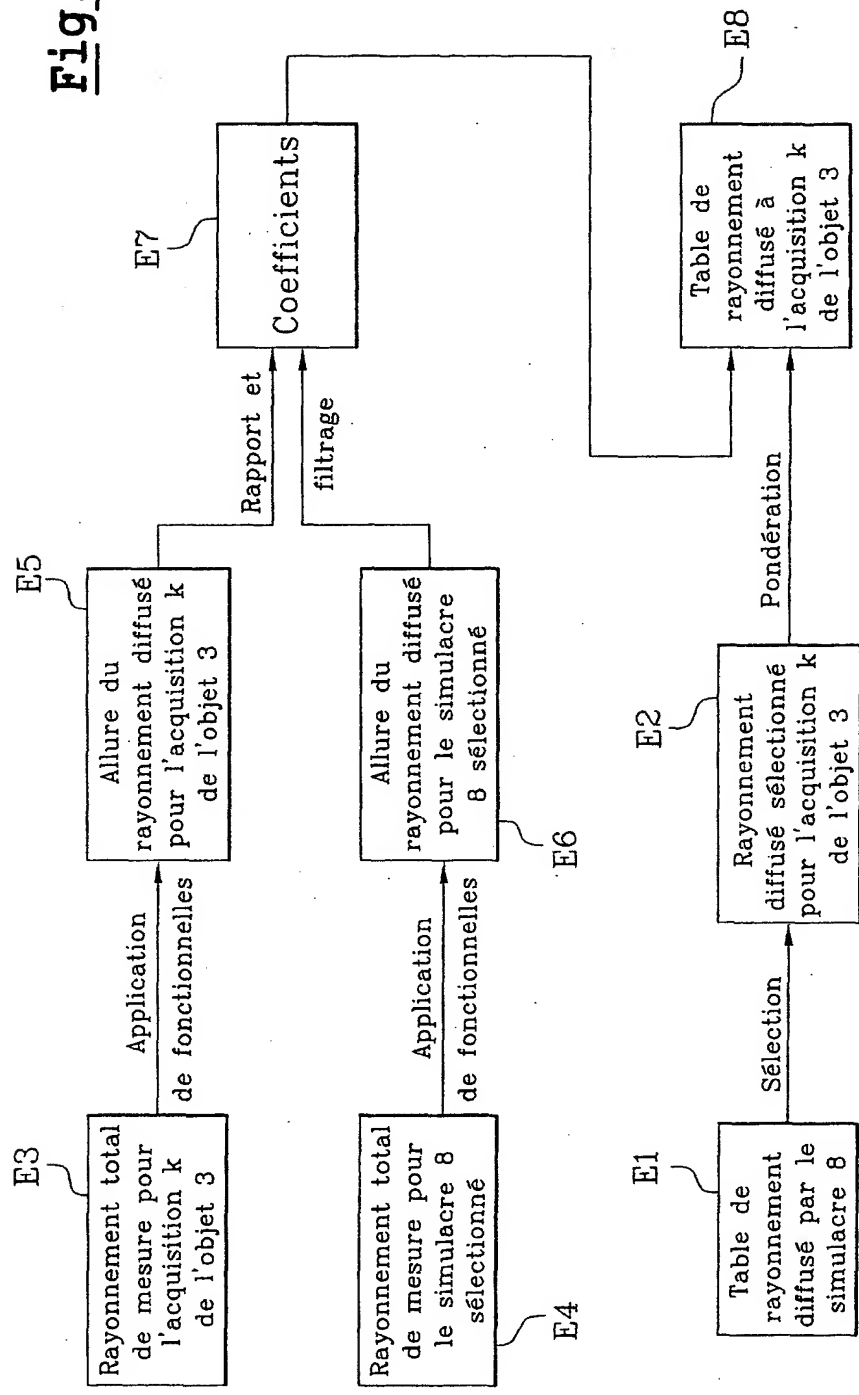 Fig.
E3
Rayonnement total
de mesure pour
l'acquisition k
de l'objet 3
Application
de fonctionnelles
E5
Allure du
rayonnement diffusé
pour l'acquisition k
de l'objet 3
Rapport et
filtrage
E7
Coefficients
E4
Rayonnement total
de mesure pour
le simulacre 8
sélectionné
Application
de fonctionnelles
E6
Allure du
rayonnement diffusé
pour le simulacre
8 sélectionné
E1
Table de
rayonnement
diffusé par le
simulacre 8
Sélection
E2
Rayonnement
diffusé sélectionné
pour l'acquisition k
de l'objet 3
Pondération
E8
Table de
rayonnement
diffusé à
l'acquisition k
de l'objet 3